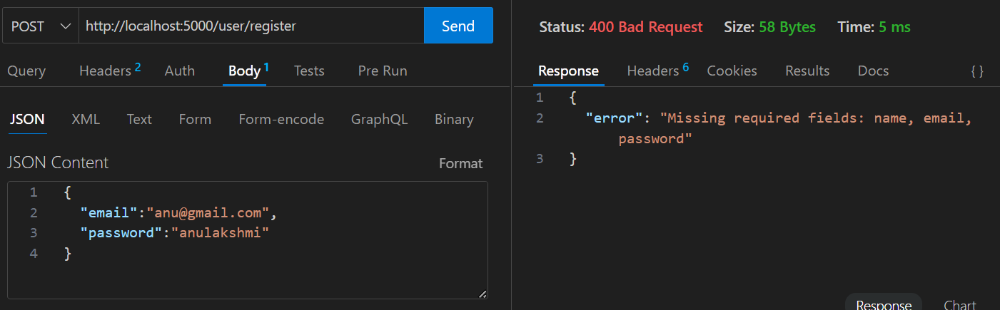 POST http://localhost:5000/user/register Send
Query Headers 2 Auth Body 1 Tests Pre Run
JSON XML Text Form Form-encode GraphQL Binary
JSON Content Format
1 {
2 "email":"anu@gmail.com",
3 "password":"anulakshmi"
4 }
Status: 400 Bad Request Size: 58 Bytes Time: 5 ms
Response Headers 6 Cookies Results Docs { }
1 {
2 "error": "Missing required fields: name, email,
password"
3 }
Response Chart